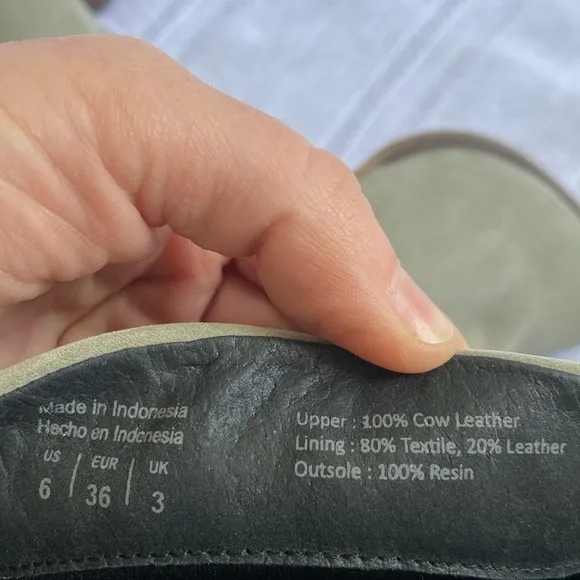 Made in Indonesia
Hecho en Indonesia
US / EUR / UK
6 / 36 / 3
Upper : 100% Cow Leather
Lining : 80% Textile, 20% Leather
Outsole : 100% Resin